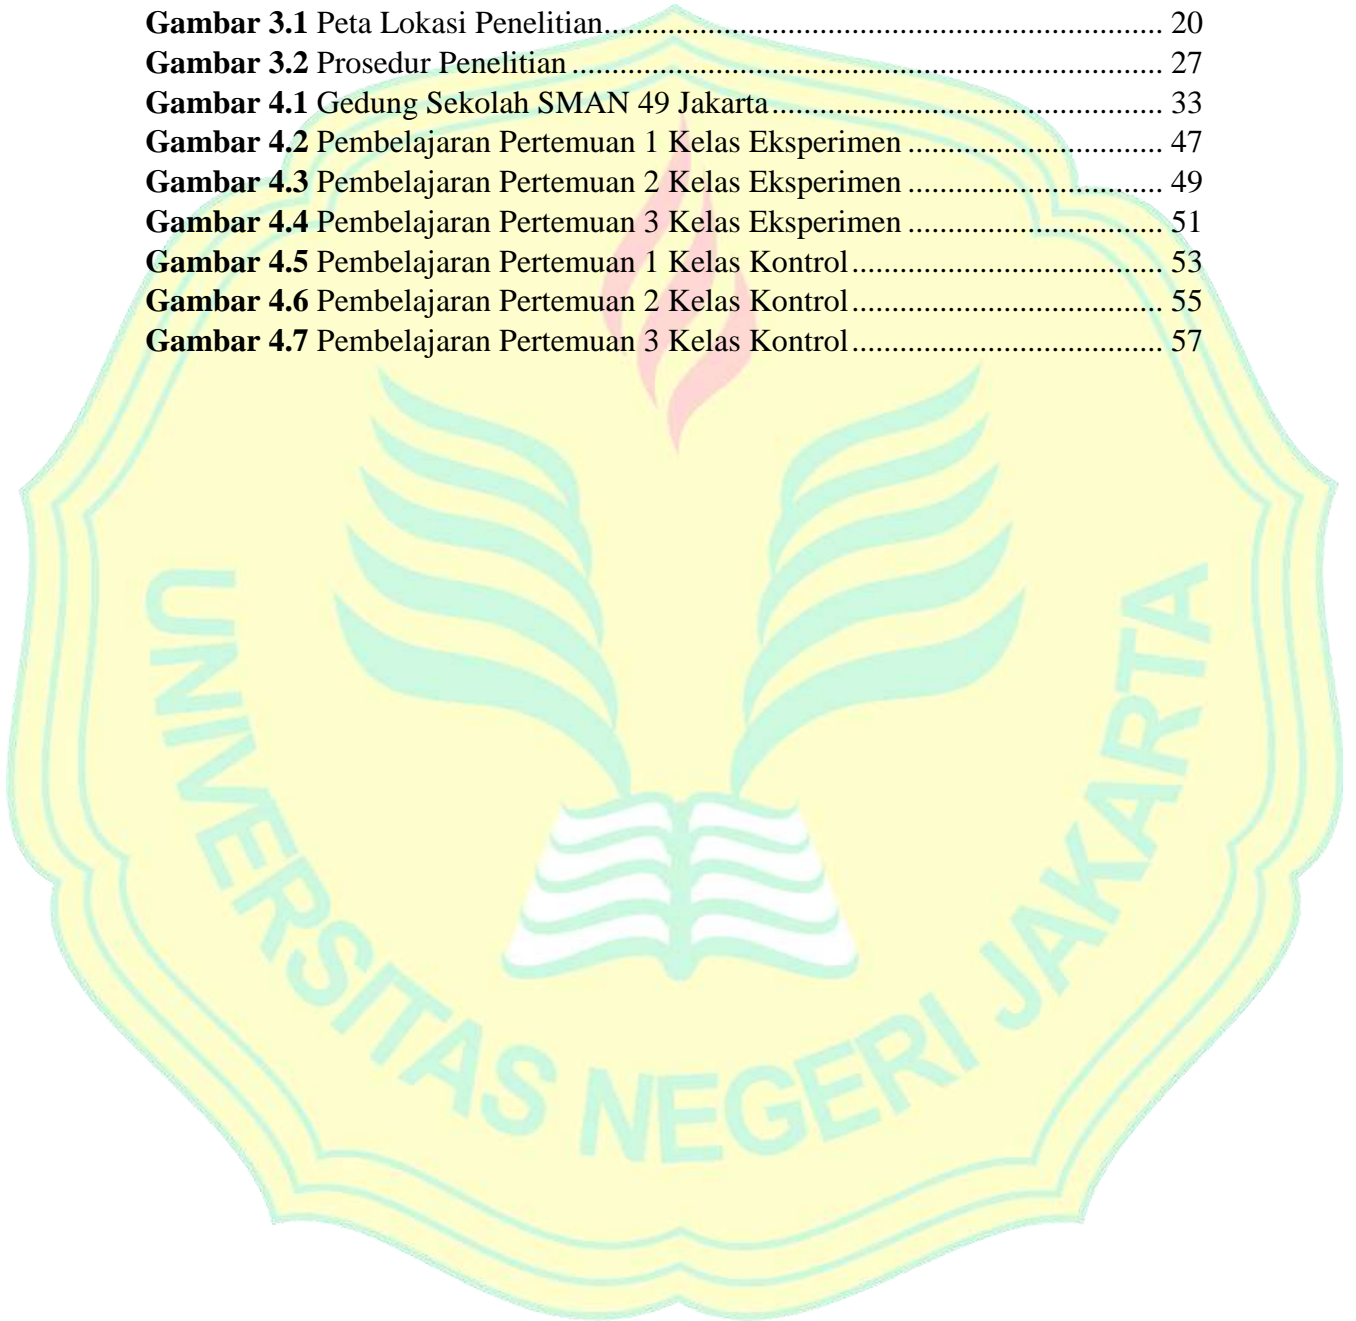 Gambar 3.1 Peta Lokasi Penelitian..................................................................... 20
Gambar 3.2 Prosedur Penelitian ......................................................................... 27
Gambar 4.1 Gedung Sekolah SMAN 49 Jakarta................................................ 33
Gambar 4.2 Pembelajaran Pertemuan 1 Kelas Eksperimen ............................... 47
Gambar 4.3 Pembelajaran Pertemuan 2 Kelas Eksperimen ............................... 49
Gambar 4.4 Pembelajaran Pertemuan 3 Kelas Eksperimen ............................... 51
Gambar 4.5 Pembelajaran Pertemuan 1 Kelas Kontrol...................................... 53
Gambar 4.6 Pembelajaran Pertemuan 2 Kelas Kontrol...................................... 55
Gambar 4.7 Pembelajaran Pertemuan 3 Kelas Kontrol...................................... 57
UNIVERSITAS NEGERI JAKARTA